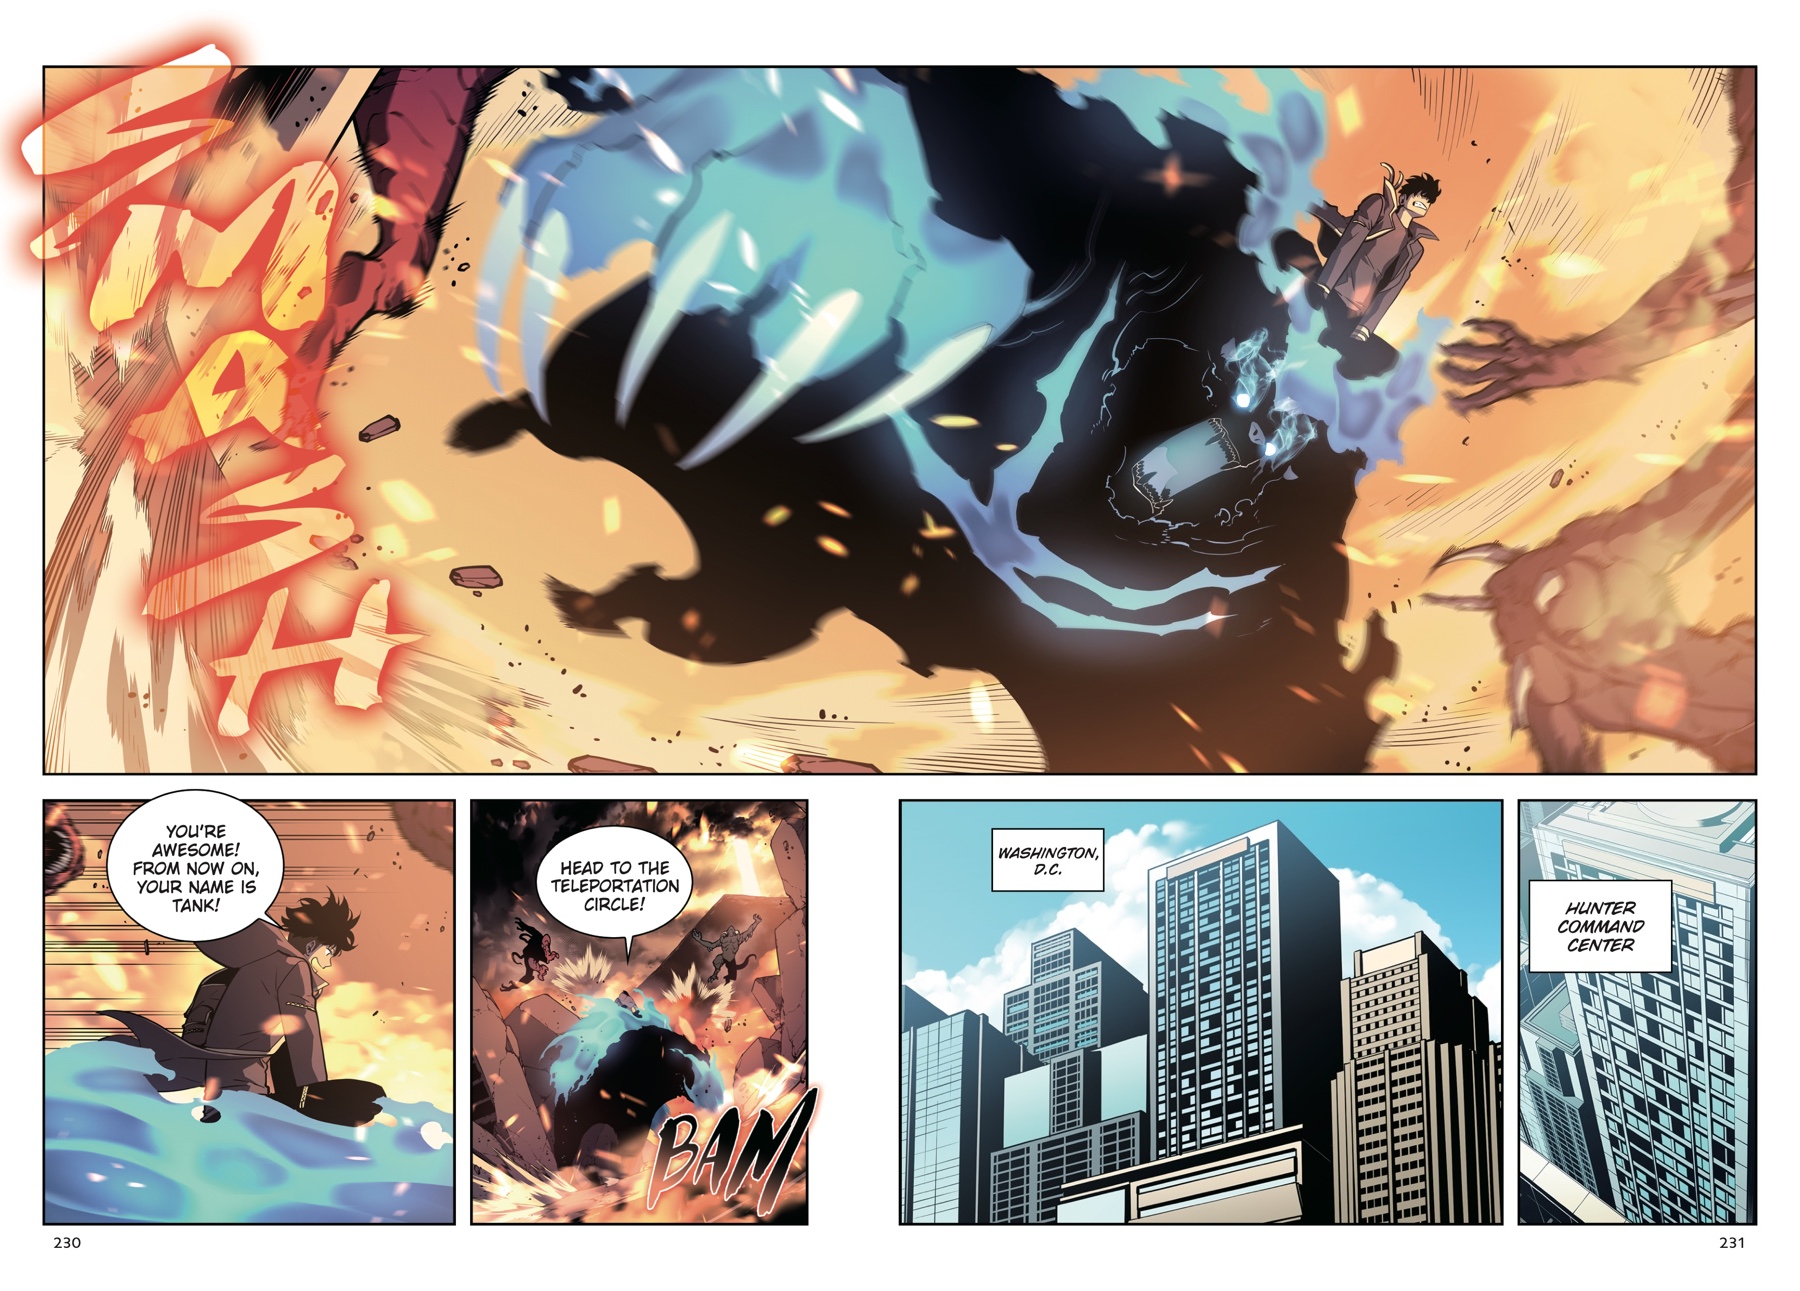 SMASH
YOU'RE
AWESOME!
FROM NOW ON,
YOUR NAME IS
TANK!
HEAD TO THE
TELEPORTATION
CIRCLE!
BAM
WASHINGTON,
D.C.
HUNTER
COMMAND
CENTER
230
231